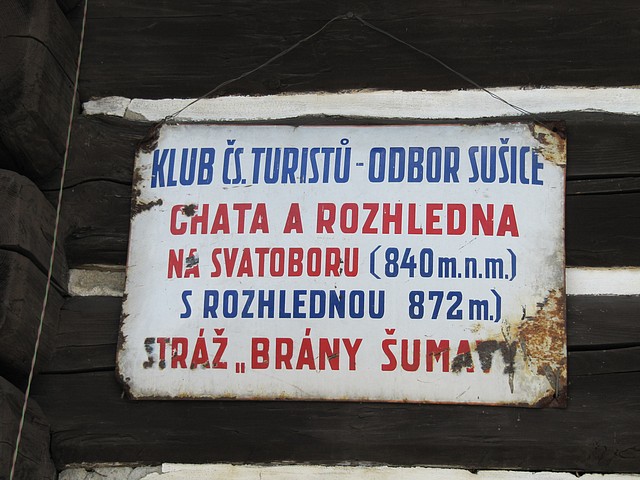 KLUB ČS. TURISTŮ - ODBOR SUŠICE
CHATA A ROZHLEDNA
NA SVATOBORU (840 m.n.m.)
S ROZHLEDNOU 872 m.)
STRÁŽ „BRÁNY ŠUMAVY"